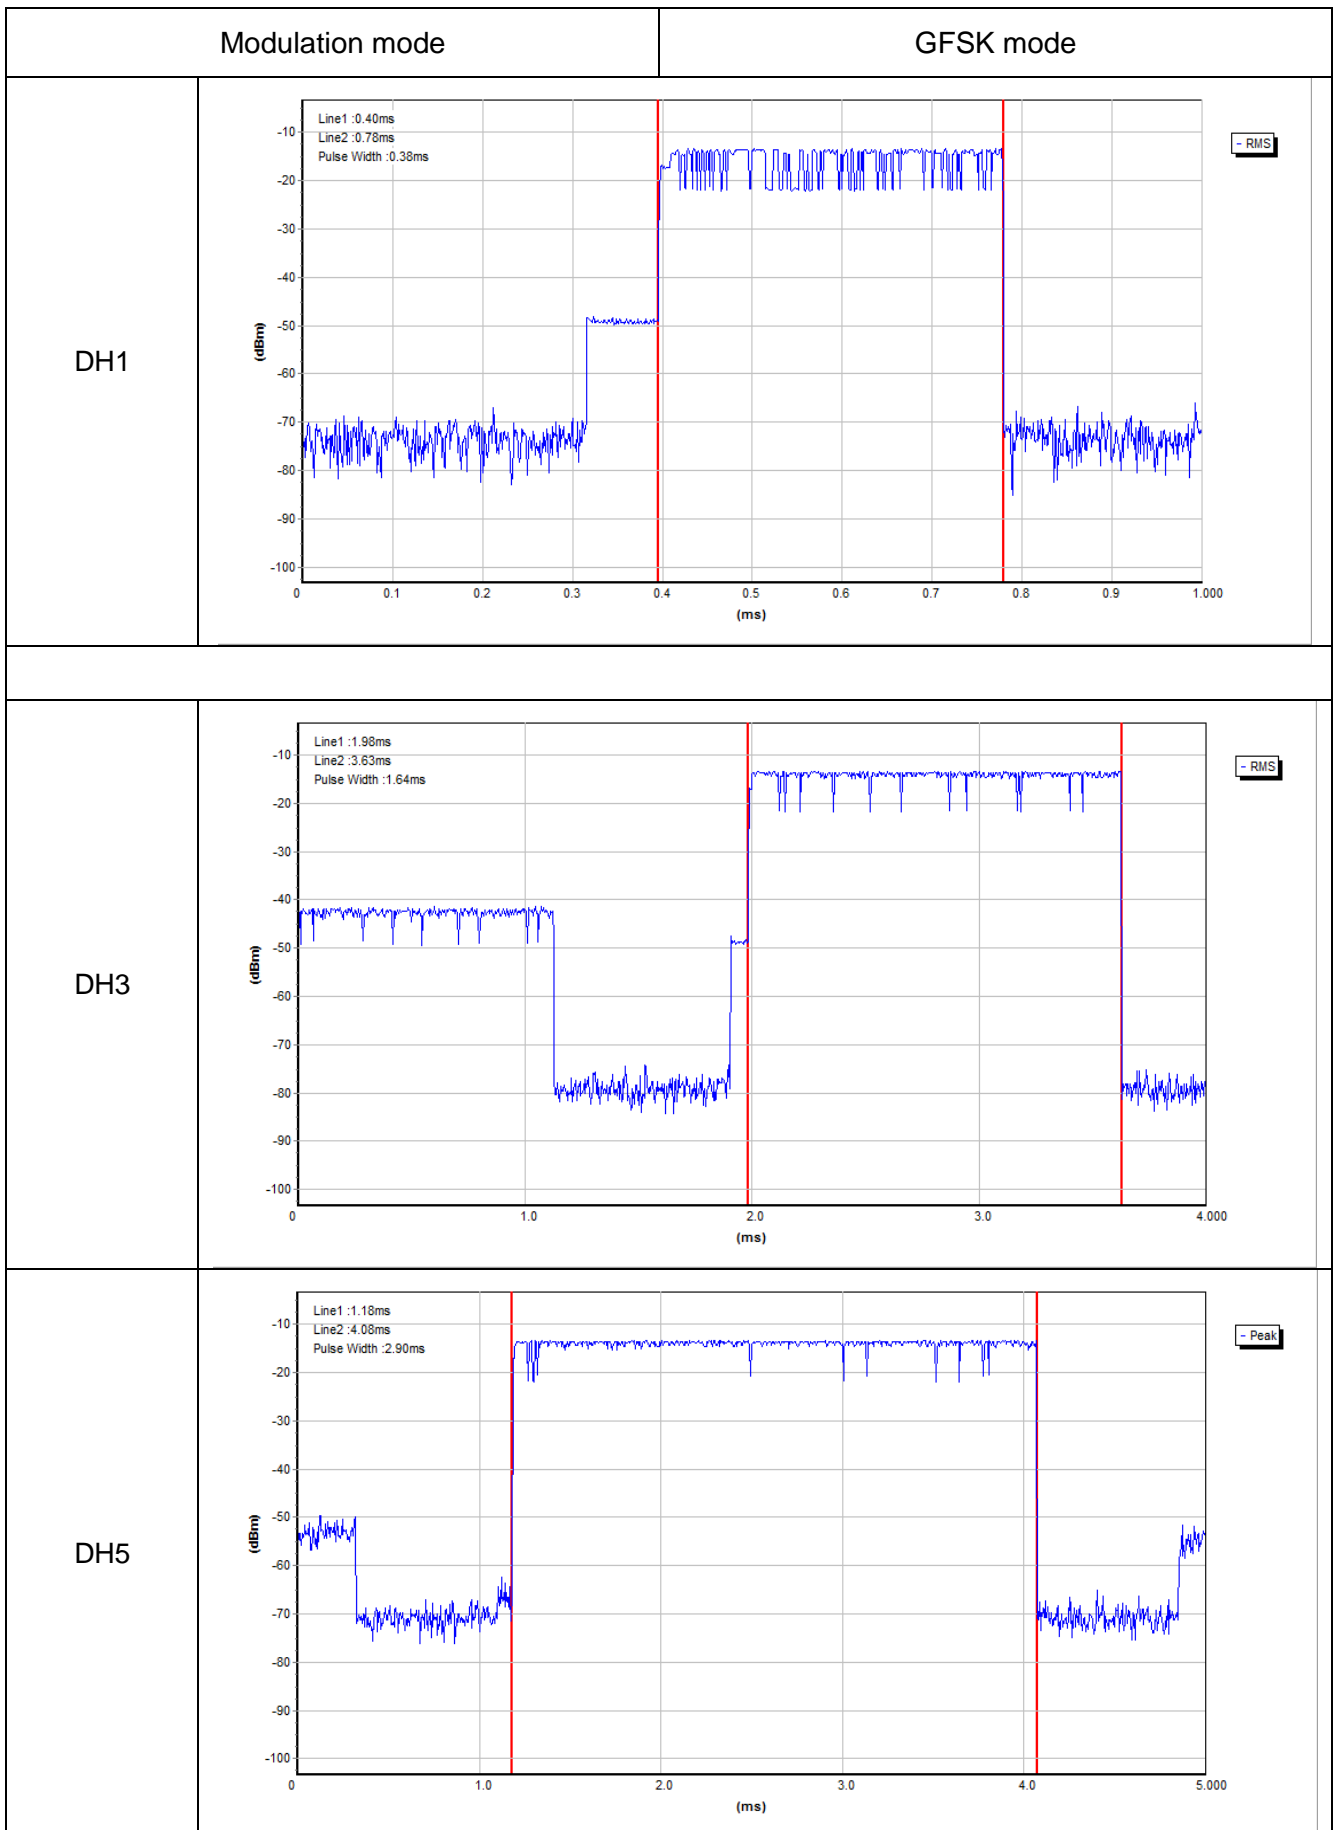 Modulation mode GFSK mode
DH1
Line1 :0.40ms
Line2 :0.78ms
Pulse Width :0.38ms
- RMS
-10
-20
-30
-40
-50
-60
-70
-80
-90
-100
(dBm)
0 0.1 0.2 0.3 0.4 0.5 0.6 0.7 0.8 0.9 1.000
(ms)
DH3
Line1 :1.98ms
Line2 :3.63ms
Pulse Width :1.64ms
- RMS
-10
-20
-30
-40
-50
-60
-70
-80
-90
-100
(dBm)
0 1.0 2.0 3.0 4.000
(ms)
DH5
Line1 :1.18ms
Line2 :4.08ms
Pulse Width :2.90ms
- Peak
-10
-20
-30
-40
-50
-60
-70
-80
-90
-100
(dBm)
0 1.0 2.0 3.0 4.0 5.000
(ms)